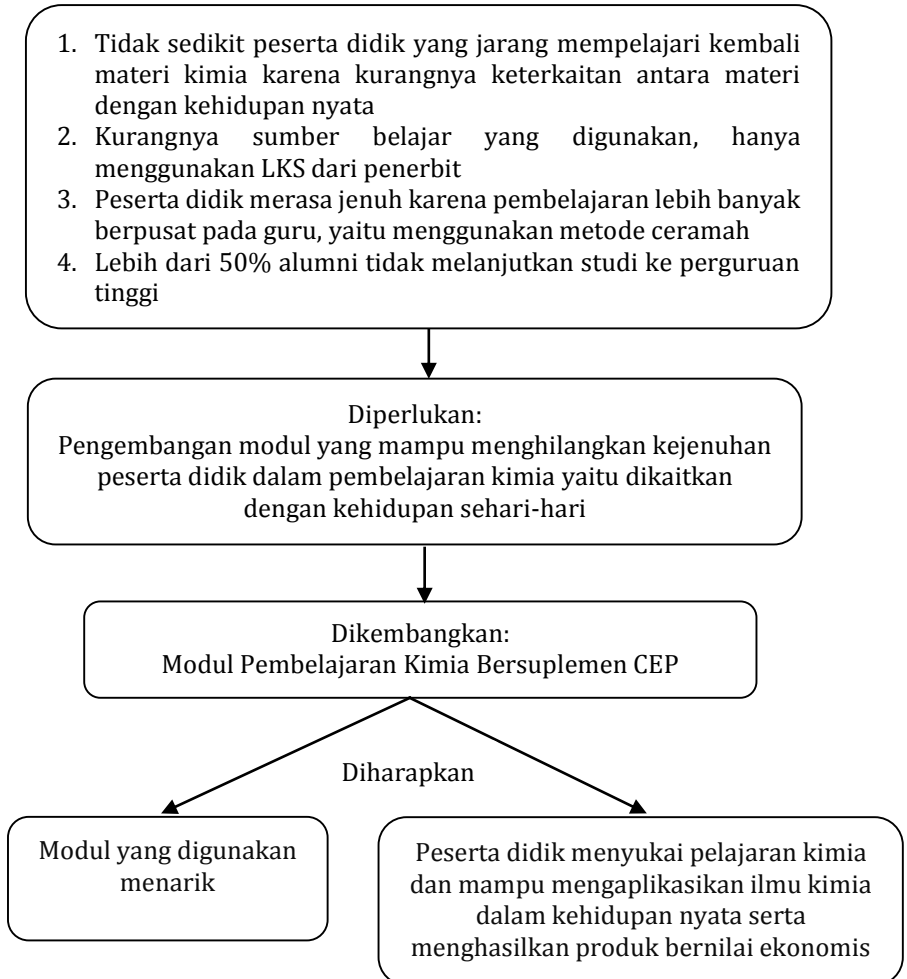 1. Tidak sedikit peserta didik yang jarang mempelajari kembali
materi kimia karena kurangnya keterkaitan antara materi
dengan kehidupan nyata
2. Kurangnya sumber belajar yang digunakan, hanya
menggunakan LKS dari penerbit
3. Peserta didik merasa jenuh karena pembelajaran lebih banyak
berpusat pada guru, yaitu menggunakan metode ceramah
4. Lebih dari 50% alumni tidak melanjutkan studi ke perguruan
tinggi
Diperlukan:
Pengembangan modul yang mampu menghilangkan kejenuhan
peserta didik dalam pembelajaran kimia yaitu dikaitkan
dengan kehidupan sehari-hari
Dikembangkan:
Modul Pembelajaran Kimia Bersuplemen CEP
Diharapkan
Modul yang digunakan
menarik
Peserta didik menyukai pelajaran kimia
dan mampu mengaplikasikan ilmu kimia
dalam kehidupan nyata serta
menghasilkan produk bernilai ekonomis